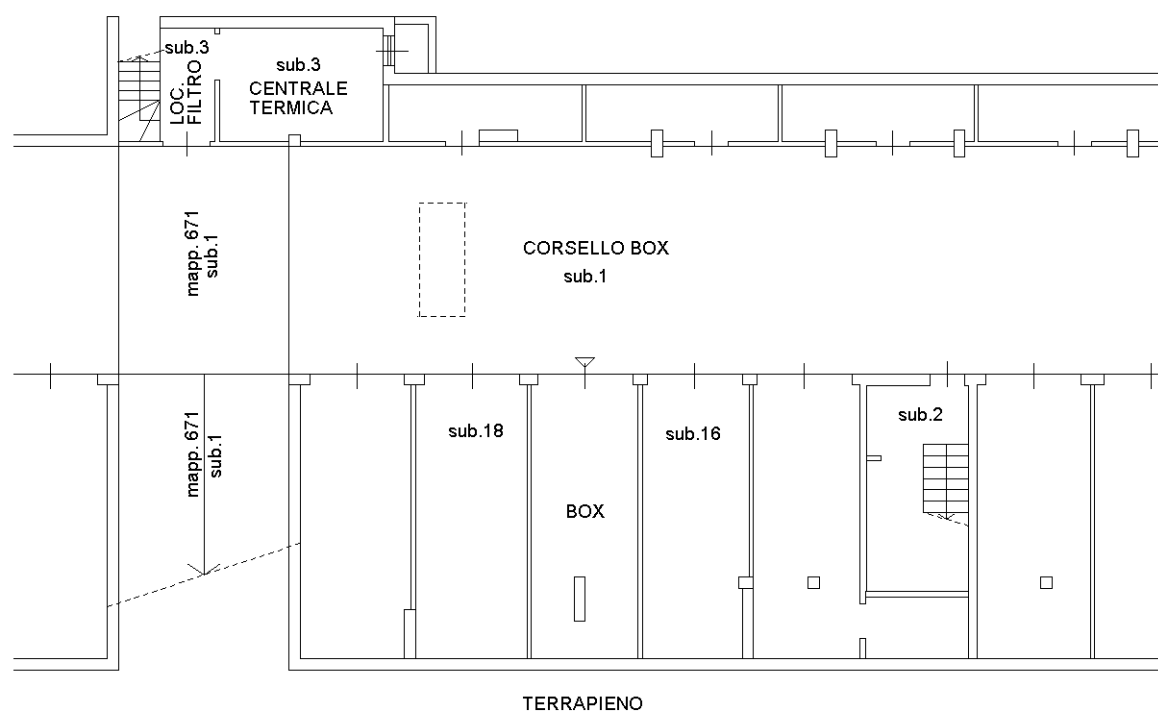 sub.3
LOC.
FILTRO
sub.3
CENTRALE
TERMICA
mapp. 671
sub.1
CORSELLO BOX
sub.1
mapp. 671
sub.1
sub.18
sub.16
sub.2
BOX
TERRAPIENO